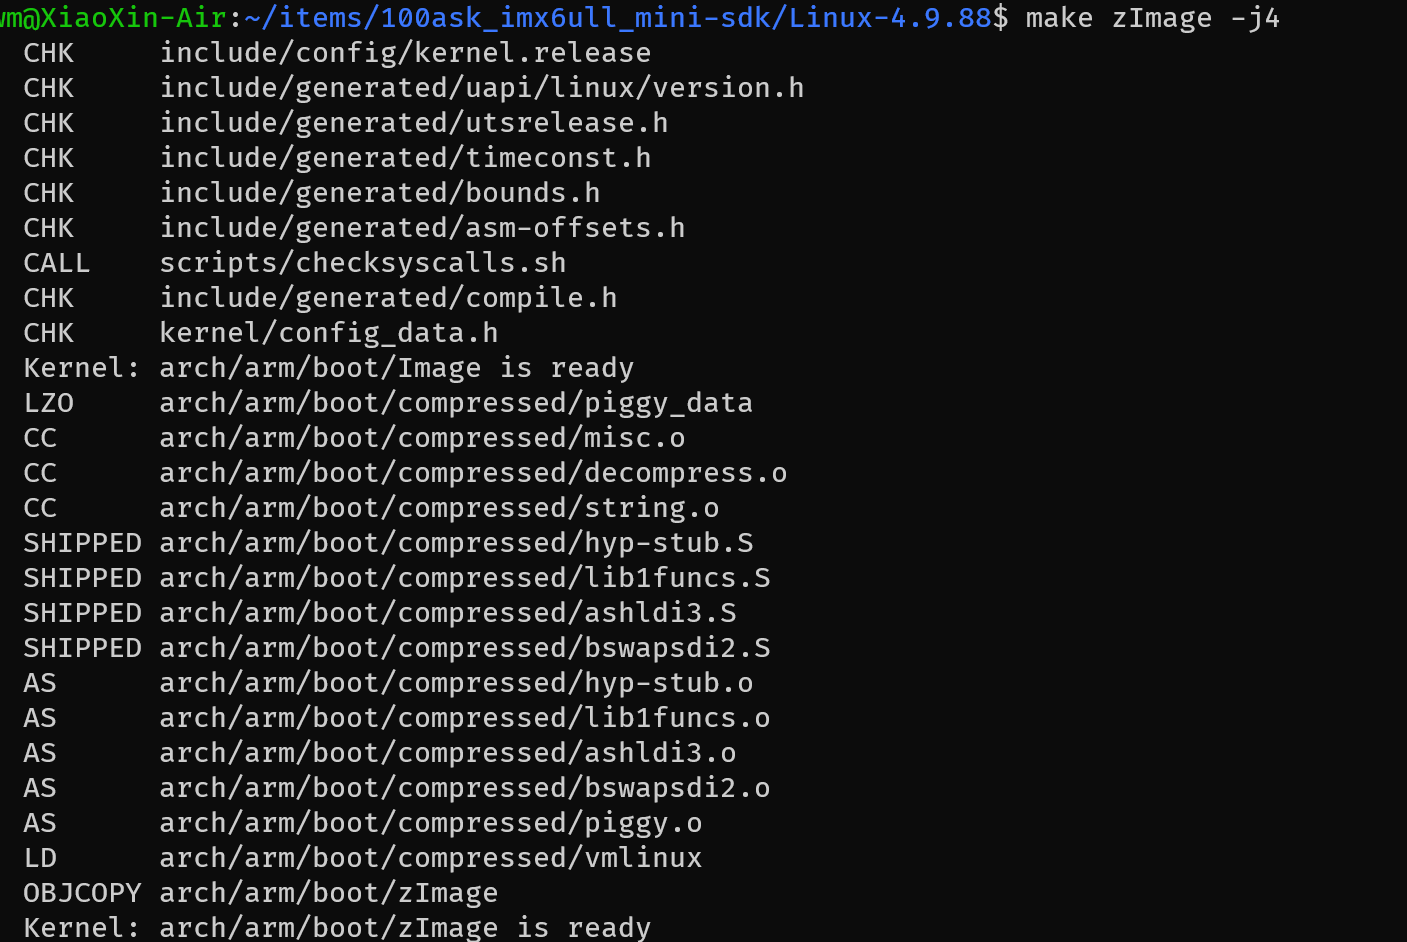 wm@XiaoXin-Air:~/items/100ask_imx6ull_mini-sdk/Linux-4.9.88$ make zImage -j4
CHK     include/config/kernel.release
CHK     include/generated/uapi/linux/version.h
CHK     include/generated/utsrelease.h
CHK     include/generated/timeconst.h
CHK     include/generated/bounds.h
CHK     include/generated/asm-offsets.h
CALL    scripts/checksyscalls.sh
CHK     include/generated/compile.h
CHK     kernel/config_data.h
Kernel: arch/arm/boot/Image is ready
LZO     arch/arm/boot/compressed/piggy_data
CC      arch/arm/boot/compressed/misc.o
CC      arch/arm/boot/compressed/decompress.o
CC      arch/arm/boot/compressed/string.o
SHIPPED arch/arm/boot/compressed/hyp-stub.S
SHIPPED arch/arm/boot/compressed/lib1funcs.S
SHIPPED arch/arm/boot/compressed/ashldi3.S
SHIPPED arch/arm/boot/compressed/bswapsdi2.S
AS      arch/arm/boot/compressed/hyp-stub.o
AS      arch/arm/boot/compressed/lib1funcs.o
AS      arch/arm/boot/compressed/ashldi3.o
AS      arch/arm/boot/compressed/bswapsdi2.o
AS      arch/arm/boot/compressed/piggy.o
LD      arch/arm/boot/compressed/vmlinux
OBJCOPY arch/arm/boot/zImage
Kernel: arch/arm/boot/zImage is ready